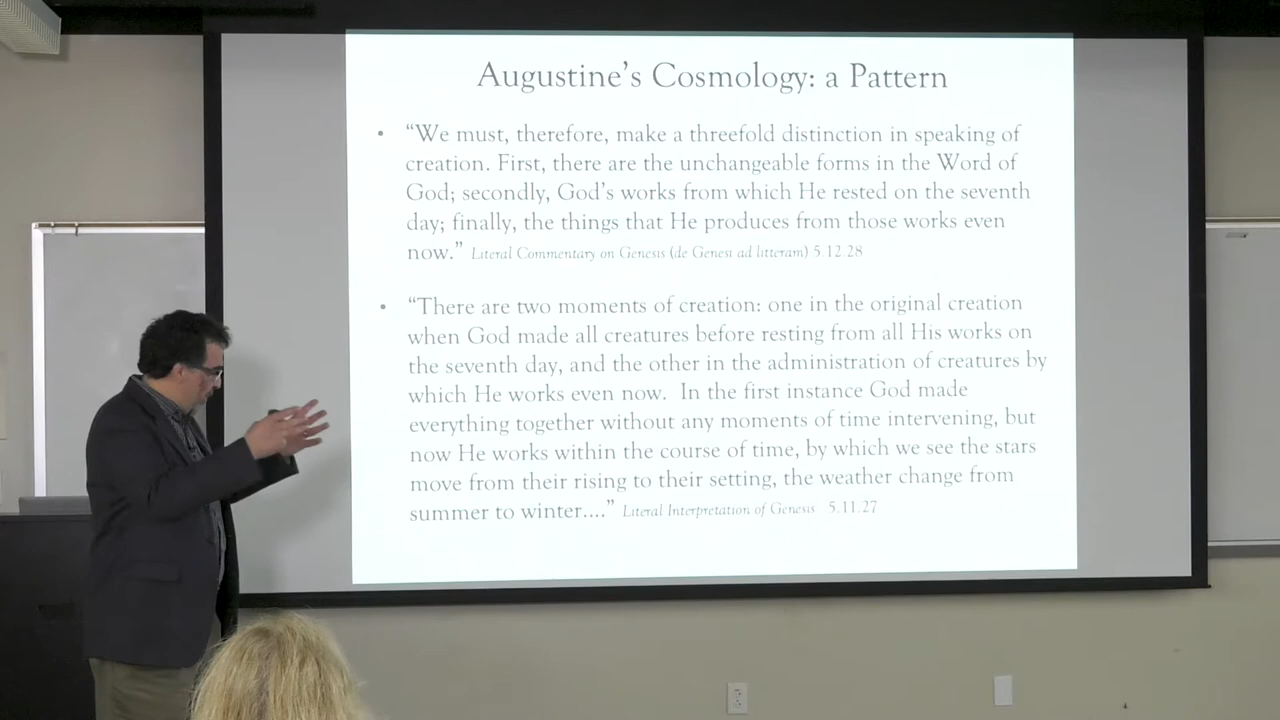 Augustine's Cosmology: a Pattern
• "We must, therefore, make a threefold distinction in speaking of
creation. First, there are the unchangeable forms in the Word of
God; secondly, God's works from which He rested on the seventh
day; finally, the things that He produces from those works even
now." Literal Commentary on Genesis (de Genesi ad litteram) 5.12.28
• "There are two moments of creation: one in the original creation
when God made all creatures before resting from all His works on
the seventh day, and the other in the administration of creatures by
which He works even now. In the first instance God made
everything together without any moments of time intervening, but
now He works within the course of time, by which we see the stars
move from their rising to their setting, the weather change from
summer to winter...." Literal Interpretation of Genesis 5.11.27